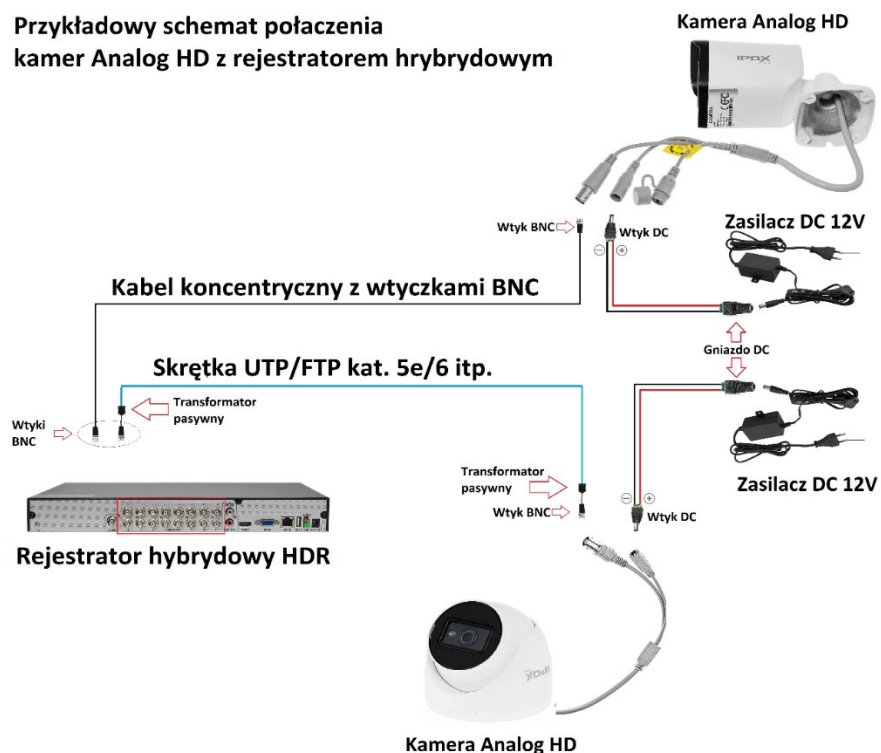 Przykładowy schemat połaczenia
kamer Analog HD z rejestratorem hrybrydowym
Kamera Analog HD
IPOX
Wtyk BNC
Wtyk DC
Zasilacz DC 12V
Kabel koncentryczny z wtyczkami BNC
Gniazdo DC
Skrętka UTP/FTP kat. 5e/6 itp.
Transformator
pasywny
Wtyki
BNC
Transformator
pasywny
Wtyk BNC
Wtyk DC
Zasilacz DC 12V
Rejestrator hybrydowy HDR
IPOX
Kamera Analog HD